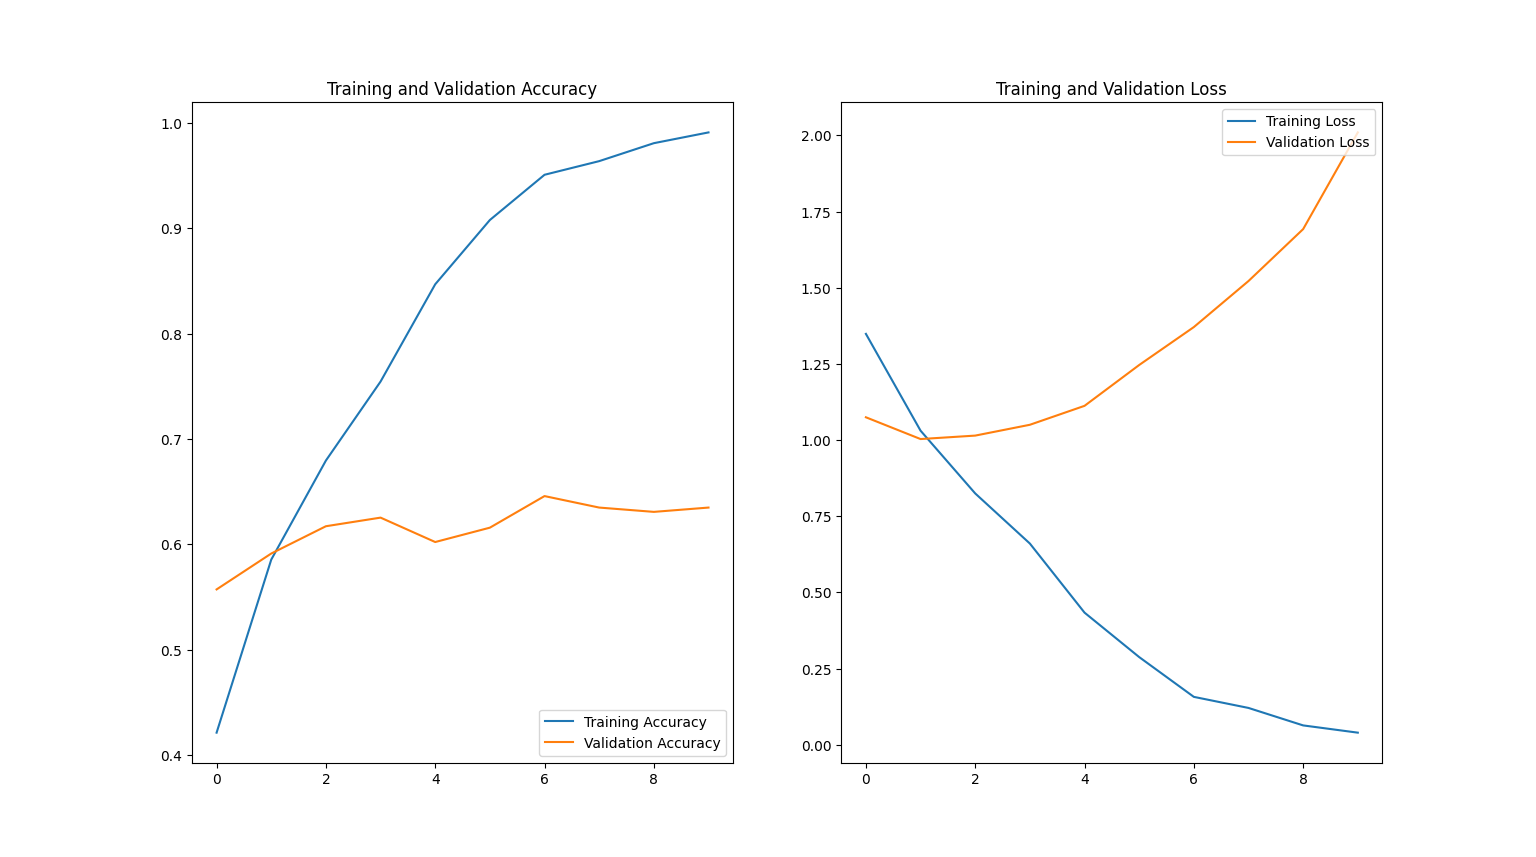 Training and Validation Accuracy
1.0
0.9
0.8
0.7
0.6
0.5
0.4
0 2 4 6 8
Training Accuracy
Validation Accuracy
Training and Validation Loss
2.00
1.75
1.50
1.25
1.00
0.75
0.50
0.25
0.00
0 2 4 6 8
Training Loss
Validation Loss